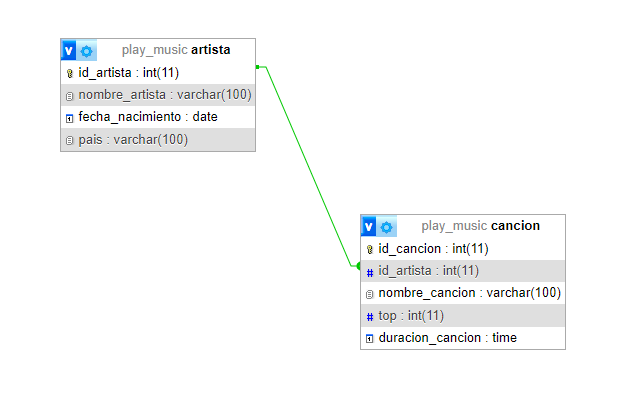 play_music artista
id_artista : int(11)
nombre_artista : varchar(100)
fecha_nacimiento : date
pais : varchar(100)
play_music cancion
id_cancion : int(11)
id_artista : int(11)
nombre_cancion : varchar(100)
top : int(11)
duracion_cancion : time